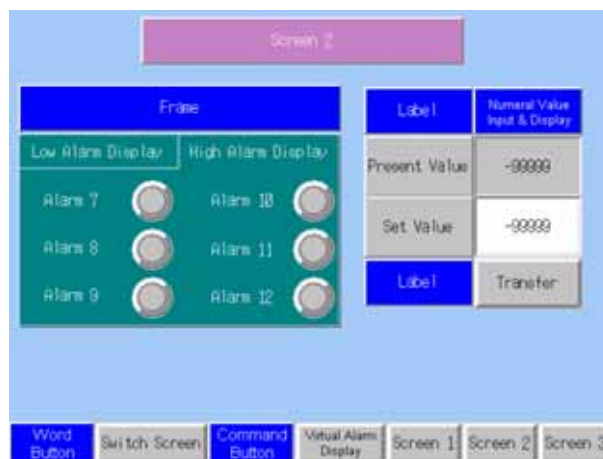 Screen 2
Frame
Low Alarm Display
High Alarm Display
Alarm 7
Alarm 10
Alarm 8
Alarm 11
Alarm 9
Alarm 12
Label
Numeral Value
Input & Display
Present Value
-99999
Set Value
-99999
Label
Transfer
Word
Button
Switch Screen
Command
Button
Virtual Alarm
Display
Screen 1
Screen 2
Screen 3